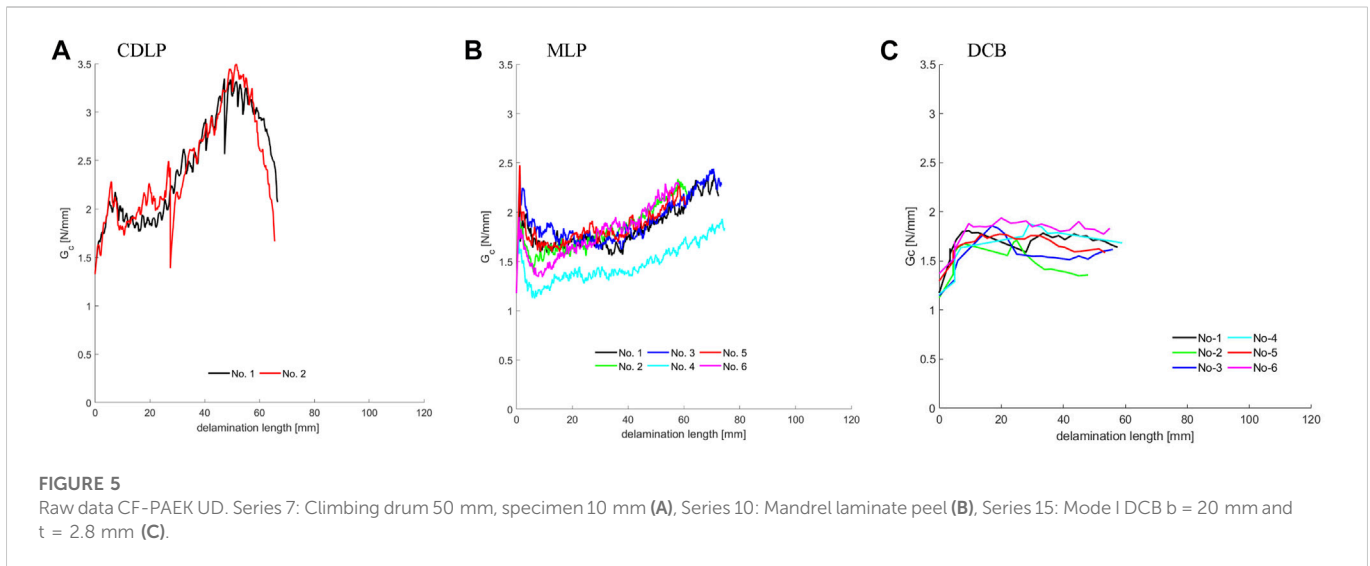 A CDLP
3.5
3
2.5
2
1.5
1
0.5
0
G_c [N/mm]
No. 1 No. 2
0 20 40 60 80 100 120
delamination length [mm]
B MLP
3.5
3
2.5
2
1.5
1
0.5
0
G_c [N/mm]
No. 1 No. 3 No. 5
No. 2 No. 4 No. 6
0 20 40 60 80 100 120
delamination length [mm]
C DCB
3.5
3
2.5
2
1.5
1
0.5
0
Gc [N/mm]
No-1 No-4
No-2 No-5
No-3 No-6
0 20 40 60 80 100 120
delamination length [mm]
FIGURE 5
Raw data CF-PAEK UD. Series 7: Climbing drum 50 mm, specimen 10 mm (A), Series 10: Mandrel laminate peel (B), Series 15: Mode I DCB b = 20 mm and
t = 2.8 mm (C).